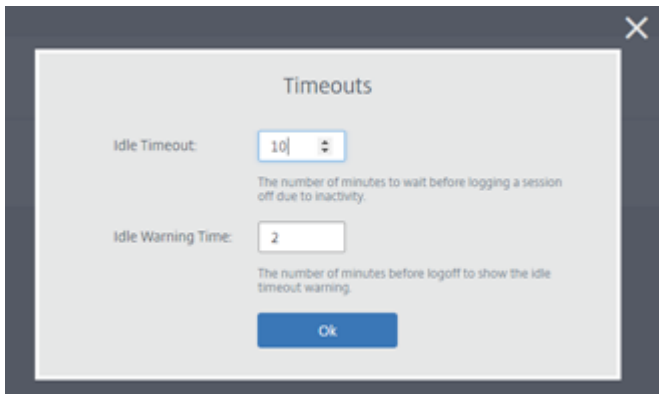 Timeouts
Idle Timeout:
10
The number of minutes to wait before logging a session
off due to inactivity.
Idle Warning Time:
2
The number of minutes before logoff to show the idle
timeout warning.
Ok